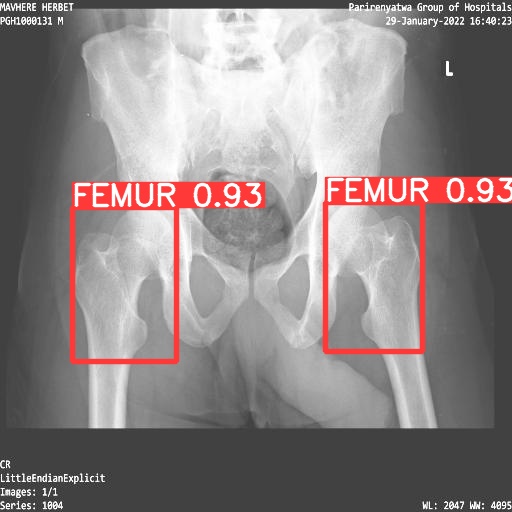 MAVHERE HERBET
PGH1000131 M
Parirenyatwa Group of Hospitals
29-January-2022 16:40:23
L
FEMUR 0.93
FEMUR 0.93
CR
LittleEndianExplicit
Images: 1/1
Series: 1004
WL: 2047 WW: 4095